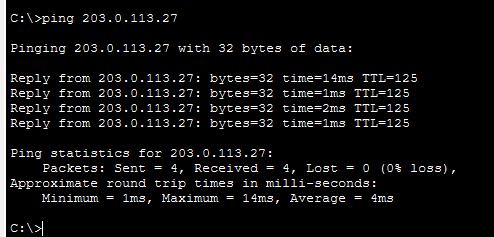 C:\>ping 203.0.113.27
Pinging 203.0.113.27 with 32 bytes of data:
Reply from 203.0.113.27: bytes=32 time=14ms TTL=125
Reply from 203.0.113.27: bytes=32 time=1ms TTL=125
Reply from 203.0.113.27: bytes=32 time=2ms TTL=125
Reply from 203.0.113.27: bytes=32 time=1ms TTL=125
Ping statistics for 203.0.113.27:
    Packets: Sent = 4, Received = 4, Lost = 0 (0% loss),
Approximate round trip times in milli-seconds:
    Minimum = 1ms, Maximum = 14ms, Average = 4ms
C:\>